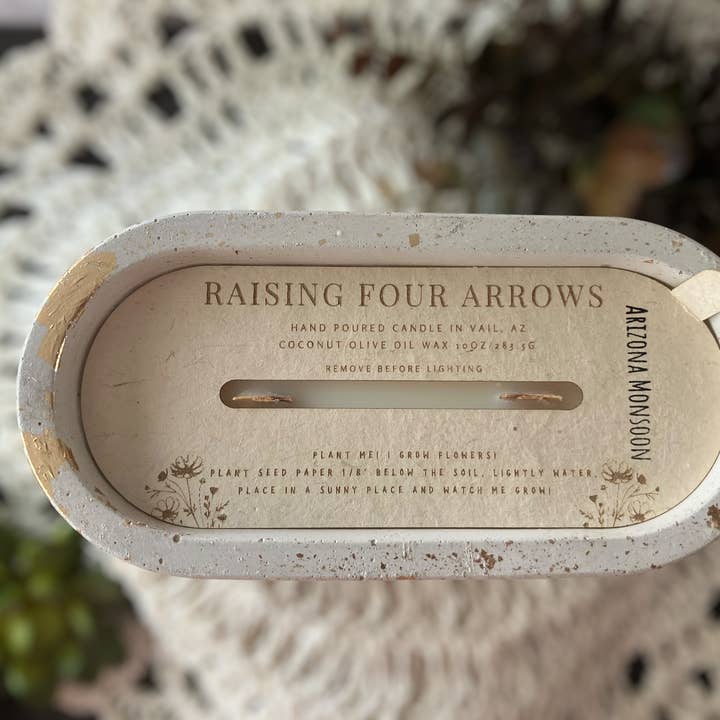 RAISING FOUR ARROWS
HAND POURED CANDLE IN VAIL, AZ
COCONUT OLIVE OIL WAX 10OZ/283.5G
REMOVE BEFORE LIGHTING
PLANT ME! I GROW FLOWERS!
PLANT SEED PAPER 1/8" BELOW THE SOIL, LIGHTLY WATER,
PLACE IN A SUNNY PLACE AND WATCH ME GROW!
ARIZONA MONSOON